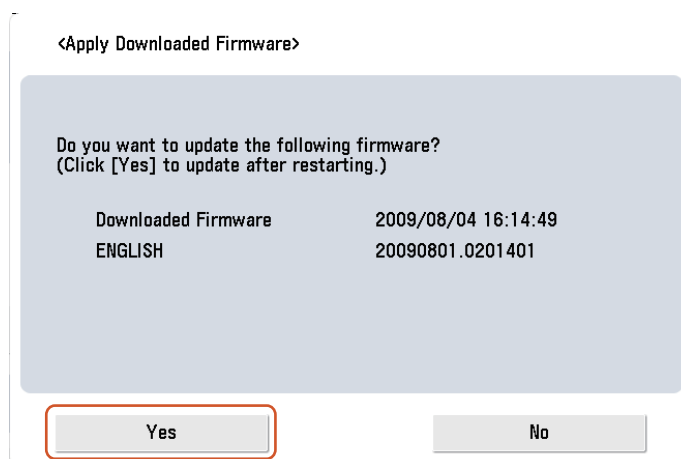 <Apply Downloaded Firmware>
Do you want to update the following firmware?
(Click [Yes] to update after restarting.)
Downloaded Firmware 2009/08/04 16:14:49
ENGLISH 20090801.0201401
Yes No